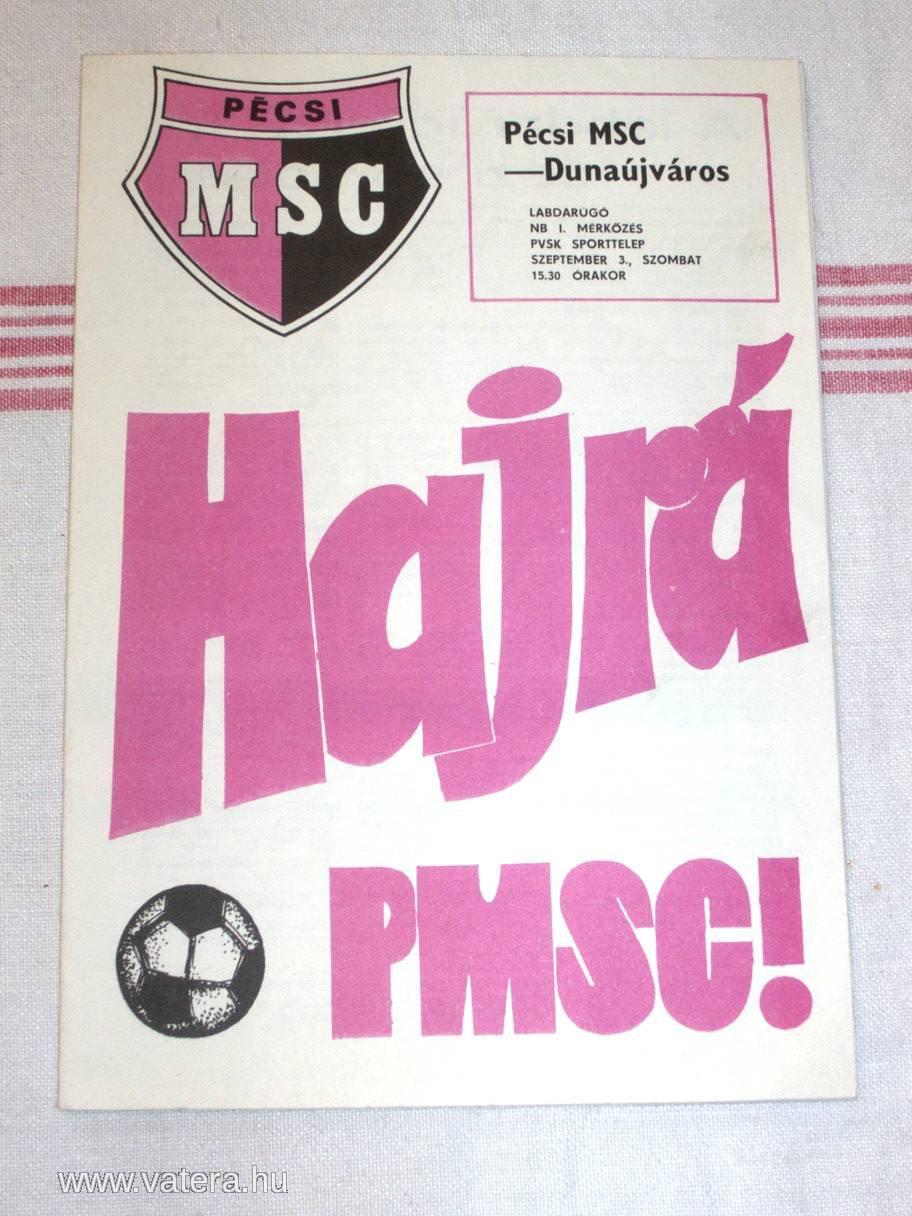 PÉCSI
MSC
Pécsi MSC
—Dunaújváros
LABDARÚGÓ
NB I. MÉRKŐZÉS
PVSK SPORTTELEP
SZEPTEMBER 3., SZOMBAT
15.30 ÓRAKOR
Hajrá
PMSC!
www.vatera.hu